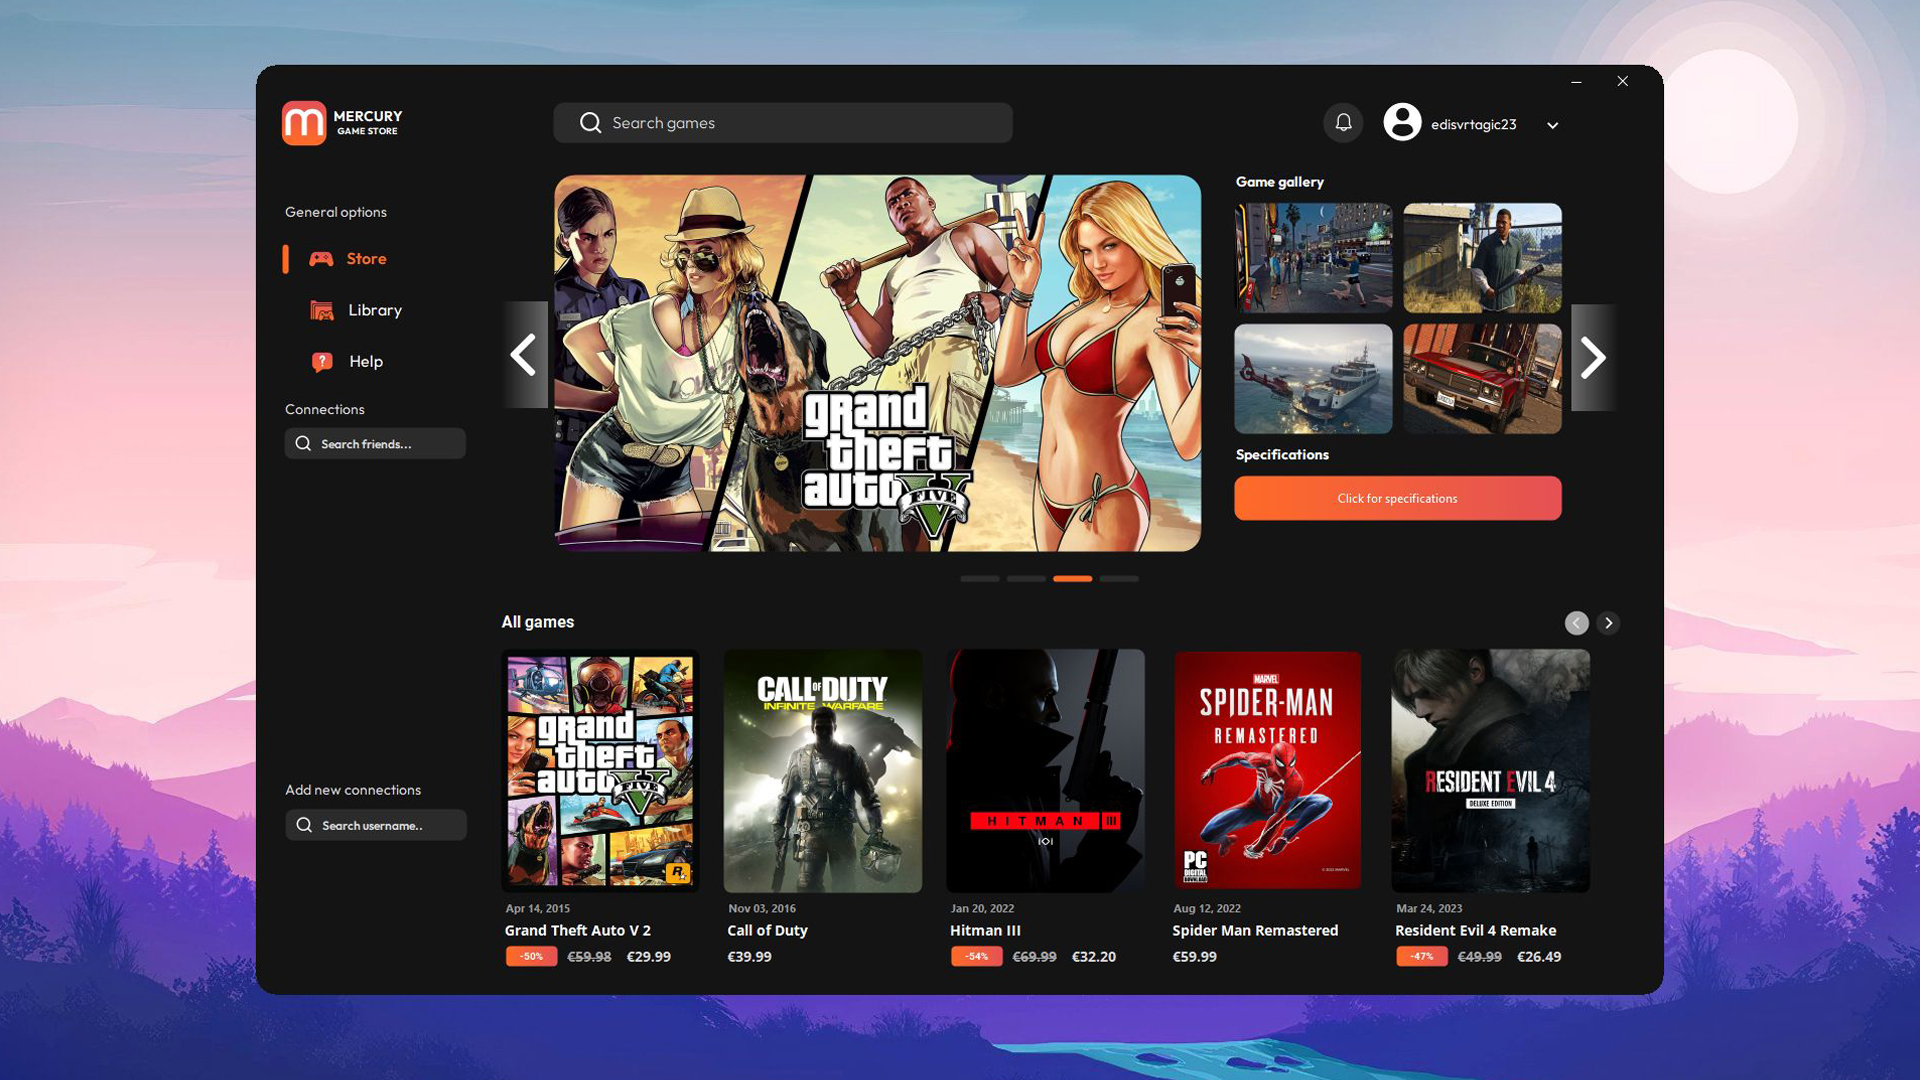 MERCURY
GAME STORE
Search games
edisvrtagic23
General options
Store
Library
Help
Connections
Search friends...
grand
theft
auto V
FIVE
Game gallery
Specifications
Click for specifications
All games
grand
theft
auto V
FIVE
R
Apr 14, 2015
Grand Theft Auto V 2
-50% €59.98 €29.99
CALL OF DUTY
INFINITE WARFARE
Nov 03, 2016
Call of Duty
€39.99
HITMAN III
Jan 20, 2022
Hitman III
-54% €69.99 €32.20
MARVEL
SPIDER-MAN
REMASTERED
PC
DIGITAL
DOWNLOAD
Aug 12, 2022
Spider Man Remastered
€59.99
RESIDENT EVIL 4
DELUXE EDITION
Mar 24, 2023
Resident Evil 4 Remake
-47% €49.99 €26.49
Add new connections
Search username..